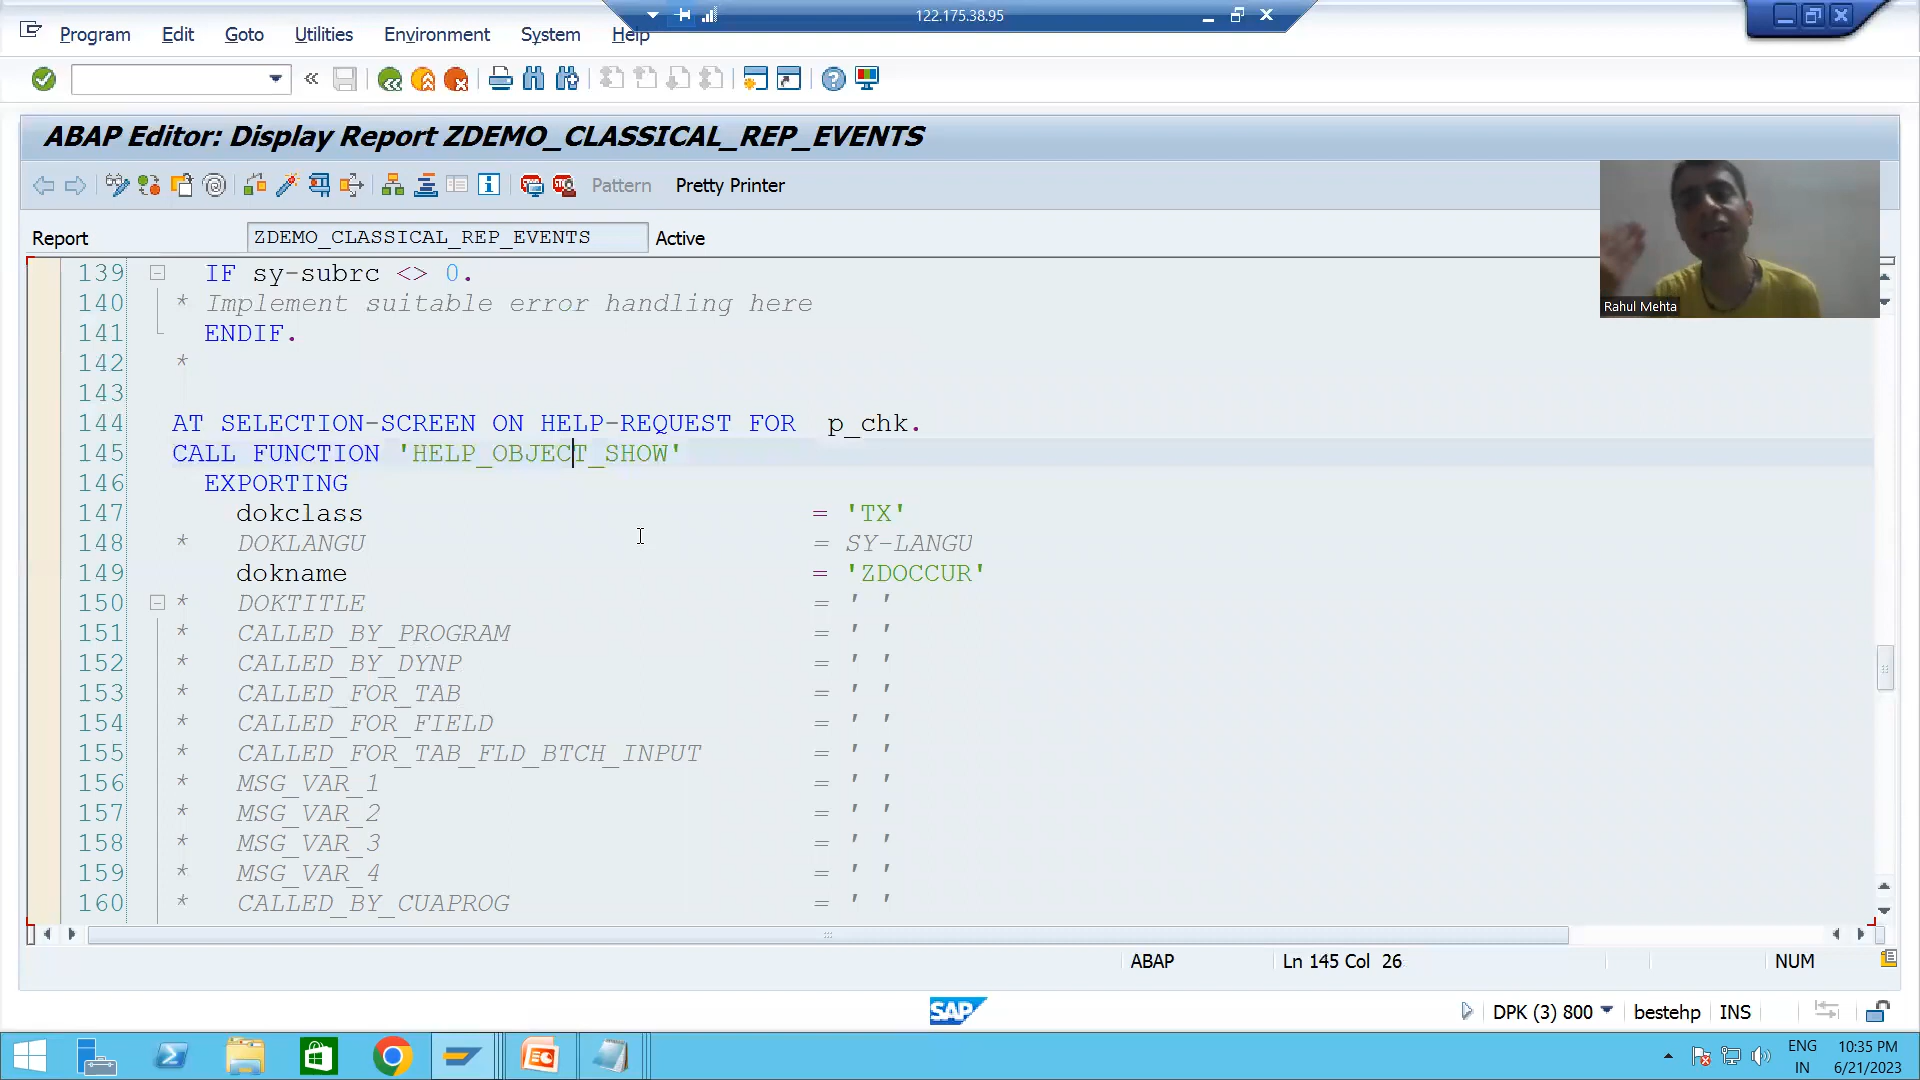 122.175.38.95
Program Edit Goto Utilities Environment System Help
ABAP Editor: Display Report ZDEMO_CLASSICAL_REP_EVENTS
Pattern Pretty Printer
Report ZDEMO_CLASSICAL_REP_EVENTS Active
Rahul Mehta
139 IF sy-subrc <> 0.
140 * Implement suitable error handling here
141 ENDIF.
142 *
143
144 AT SELECTION-SCREEN ON HELP-REQUEST FOR p_chk.
145 CALL FUNCTION 'HELP_OBJECT_SHOW'
146 EXPORTING
147 dokclass = 'TX'
148 * DOKLANGU = SY-LANGU
149 dokname = 'ZDOCCUR'
150 * DOKTITLE = ' '
151 * CALLED_BY_PROGRAM = ' '
152 * CALLED_BY_DYNP = ' '
153 * CALLED_FOR_TAB = ' '
154 * CALLED_FOR_FIELD = ' '
155 * CALLED_FOR_TAB_FLD_BTCH_INPUT = ' '
156 * MSG_VAR_1 = ' '
157 * MSG_VAR_2 = ' '
158 * MSG_VAR_3 = ' '
159 * MSG_VAR_4 = ' '
160 * CALLED_BY_CUAPROG = ' '
ABAP Ln 145 Col 26 NUM
SAP DPK (3) 800 bestehp INS
ENG 10:35 PM
IN 6/21/2023